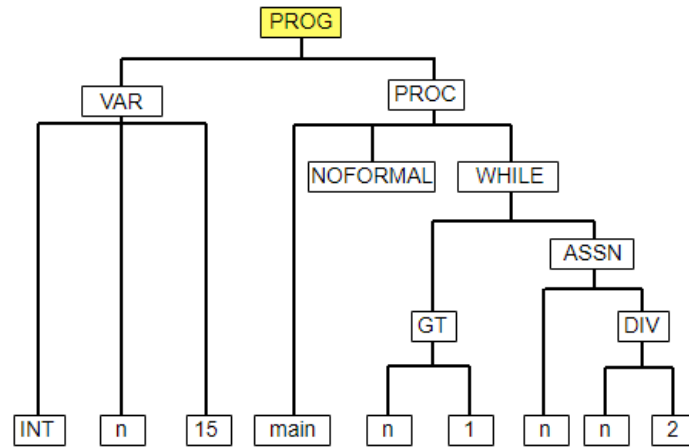 PROG
VAR
PROC
NOFORMAL
WHILE
ASSN
GT
DIV
INT
n
15
main
n
1
n
n
2